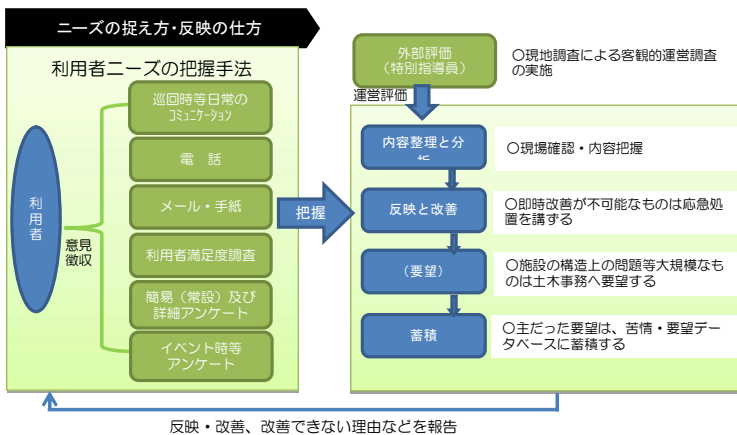 ニーズの捉え方・反映の仕方
利用者ニーズの把握手法
利用者
意見
徴収
巡回時等日常の
ｺﾐｭﾆｹｰｼｮﾝ
電　話
メール・手紙
利用者満足度調査
簡易（常設）及び
詳細アンケート
イベント時等
アンケート
把握
外部評価
（特別指導員）
〇現地調査による客観的運営調査
の実施
運営評価
内容整理と分
〇現場確認・内容把握
反映と改善
〇即時改善が不可能なものは応急処
置を講ずる
（要望）
〇施設の構造上の問題等大規模なも
のは土木事務へ要望する
蓄積
〇主だった要望は、苦情・要望デー
タベースに蓄積する
反映・改善、改善できない理由などを報告